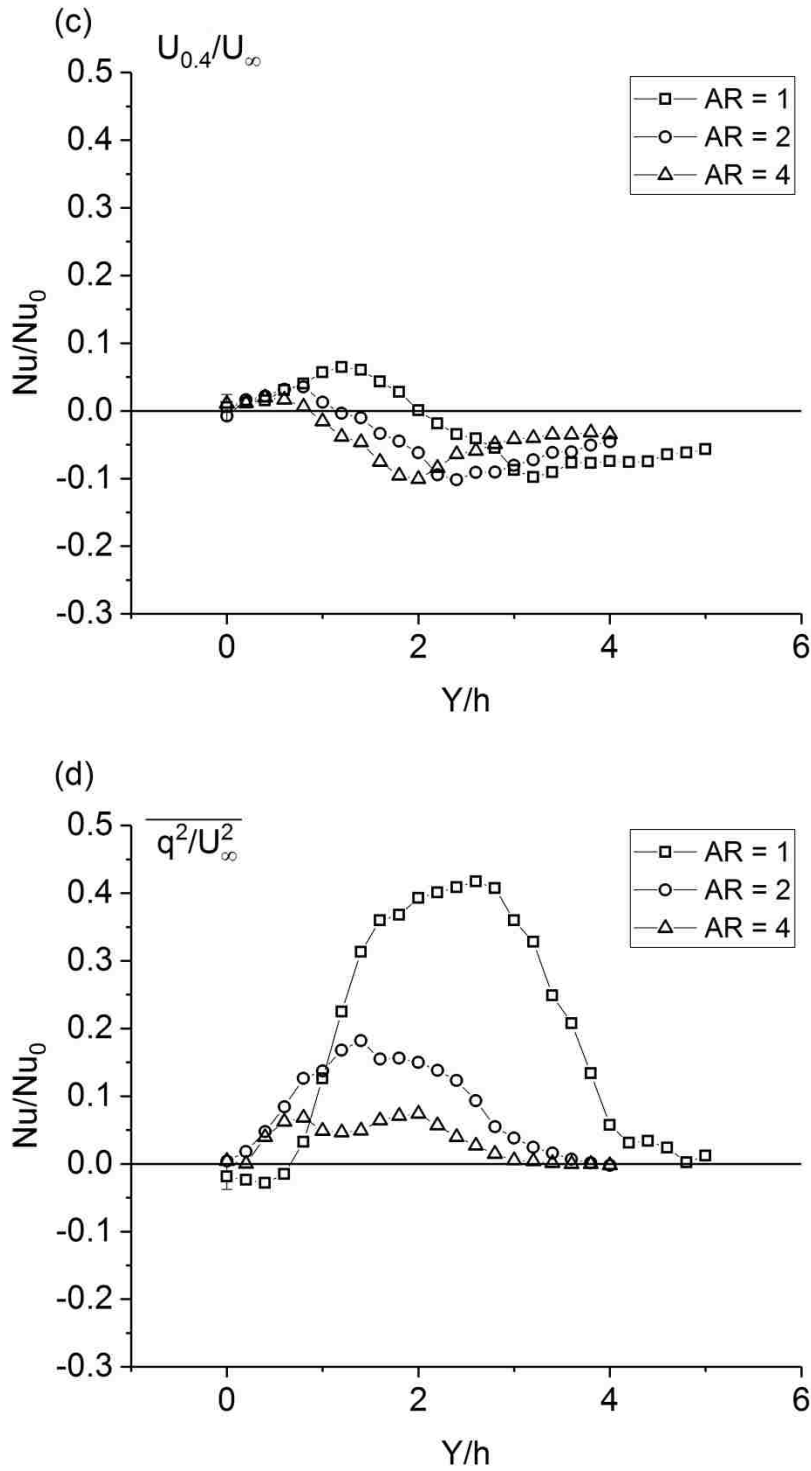 (c)
U₀.₄/U∞
0.5
0.4
0.3
0.2
0.1
0.0
-0.1
-0.2
-0.3
Nu/Nu₀
AR = 1
AR = 2
AR = 4
0 2 4 6
Y/h
(d)
q²/U²∞
0.5
0.4
0.3
0.2
0.1
0.0
-0.1
-0.2
-0.3
Nu/Nu₀
AR = 1
AR = 2
AR = 4
0 2 4 6
Y/h